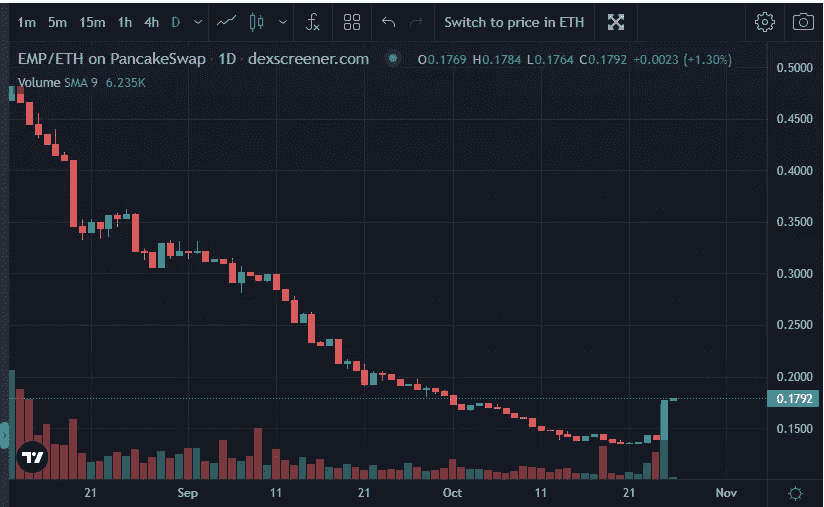 1m 5m 15m 1h 4h D Switch to price in ETH
EMP/ETH on PancakeSwap · 1D · dexscreener.com O0.1769 H0.1784 L0.1764 C0.1792 +0.0023 (+1.30%)
Volume SMA 9 6.235K
0.5000
0.4500
0.4000
0.3500
0.3000
0.2500
0.2000
0.1792
0.1500
21 Sep 11 21 Oct 11 21 Nov